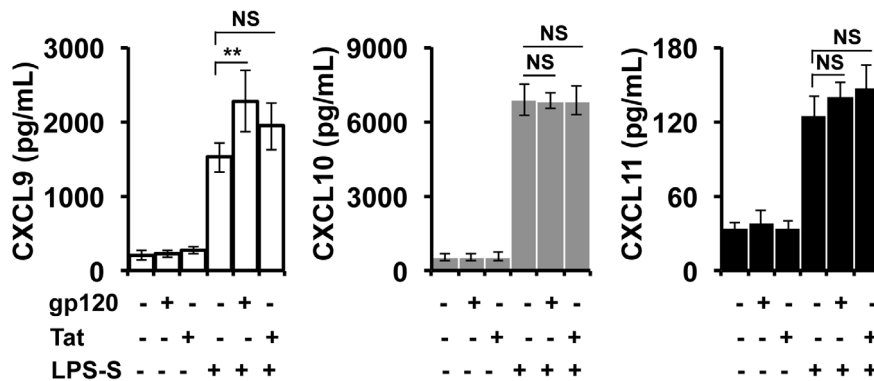 NS
**
CXCL9 (pg/mL)
3000
2000
1000
0
NS
NS
CXCL10 (pg/mL)
9000
6000
3000
0
NS
NS
CXCL11 (pg/mL)
180
120
60
0
gp120 - + - - + - - + - - + - - + - - + -
Tat - - + - - + - - + - - + - - + - - +
LPS-S - - - + + + - - - + + + - - - + + +